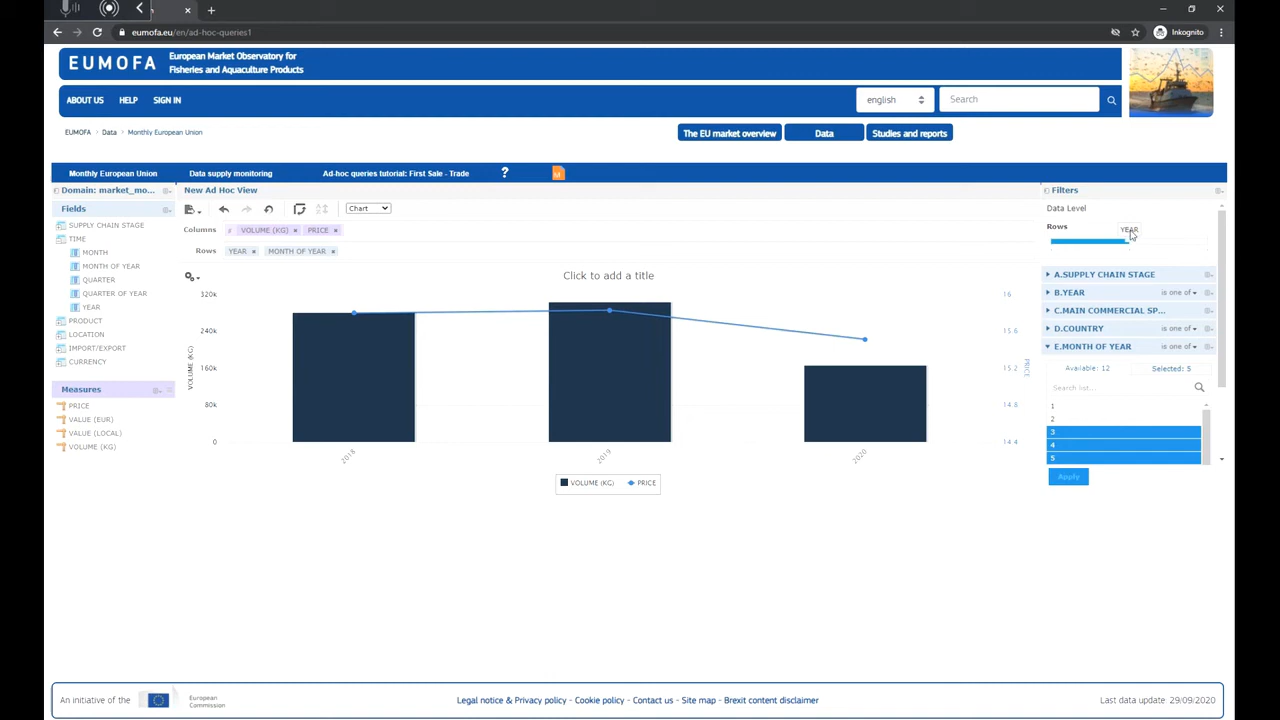 eumofa.eu/en/ad-hoc-queries1
Inkognito
EUMOFA
European Market Observatory for
Fisheries and Aquaculture Products
ABOUT US HELP SIGN IN
english
Search
EUMOFA > Data > Monthly European Union
The EU market overview
Data
Studies and reports
Monthly European Union
Data supply monitoring
Ad-hoc queries tutorial: First Sale - Trade
?
M
Domain: market_mo...
New Ad Hoc View
Filters
Fields
SUPPLY CHAIN STAGE
TIME
MONTH
MONTH OF YEAR
QUARTER
QUARTER OF YEAR
YEAR
PRODUCT
LOCATION
IMPORT/EXPORT
CURRENCY
Measures
PRICE
VALUE (EUR)
VALUE (LOCAL)
VOLUME (KG)
Chart
Columns VOLUME (KG) × PRICE ×
Rows YEAR × MONTH OF YEAR ×
Click to add a title
320k
240k
160k
80k
0
VOLUME (KG)
16
15.6
15.2
14.8
14.4
PRICE
2018
2019
2020
VOLUME (KG) PRICE
Data Level
Rows
YEAR
A.SUPPLY CHAIN STAGE
B.YEAR is one of
C.MAIN COMMERCIAL SP...
D.COUNTRY is one of
E.MONTH OF YEAR is one of
Available: 12 Selected: 5
Search list...
1
2
3
4
5
Apply
An initiative of the
European
Commission
Legal notice & Privacy policy - Cookie policy - Contact us - Site map - Brexit content disclaimer
Last data update 29/09/2020